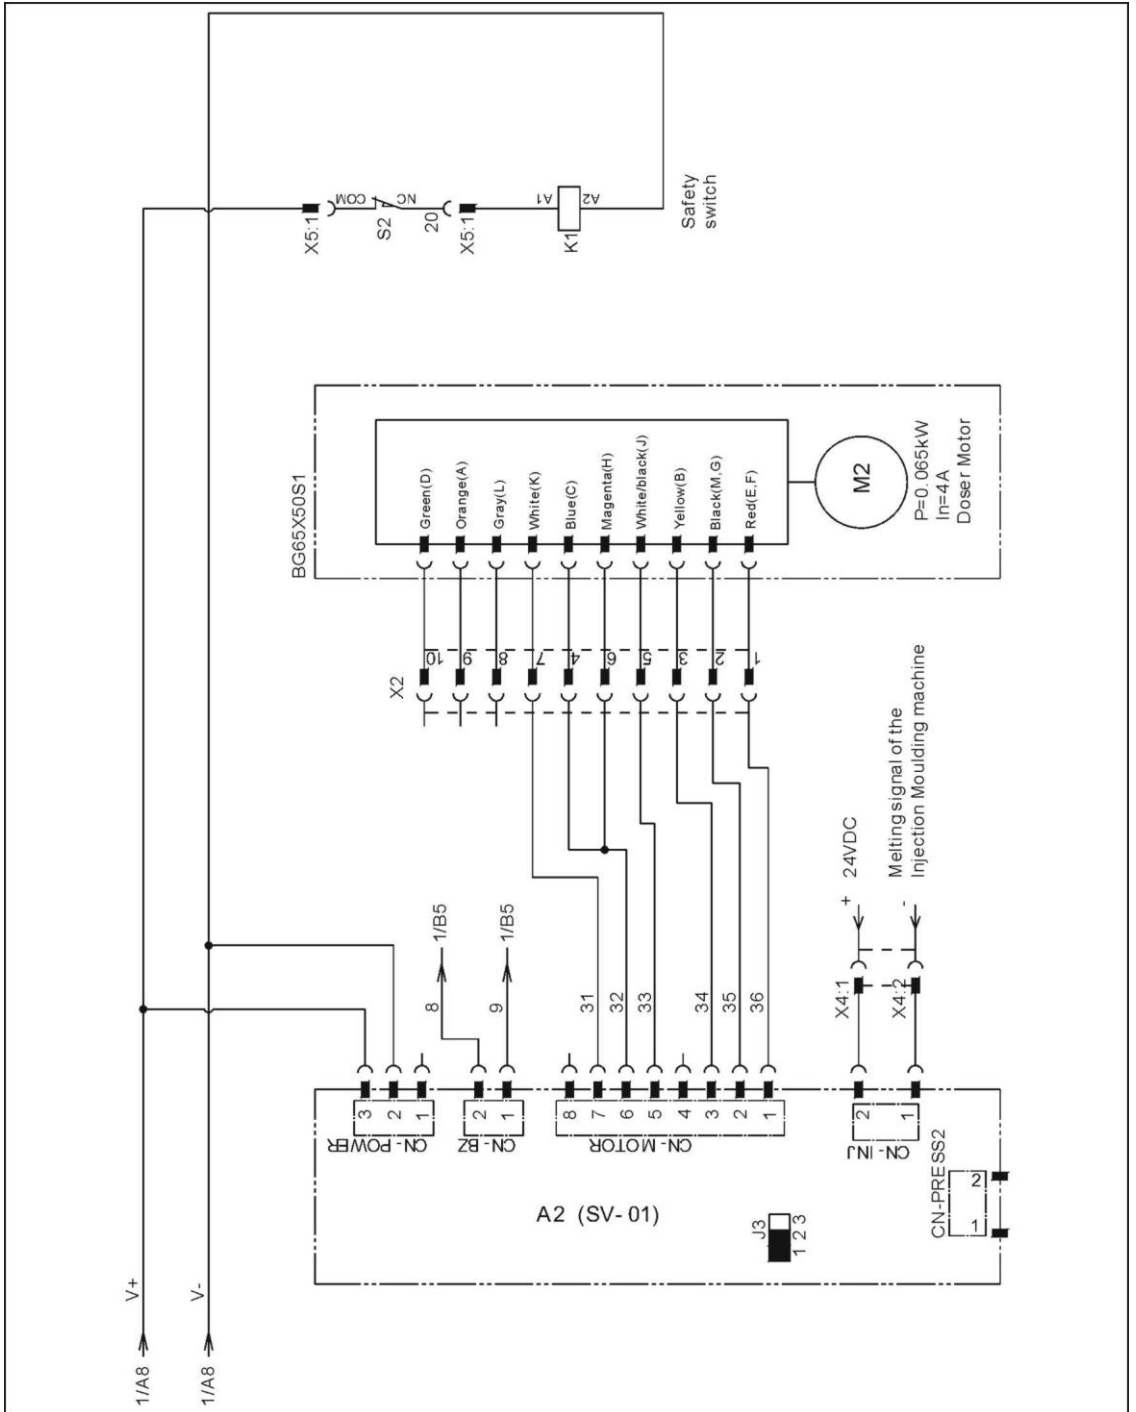 Safety
switch
X5:1
COM
S2
NC
20
X5:1
A1
A2
K1
BG65X50S1
Green(D)
Orange(A)
Gray(L)
White(K)
Blue(C)
Magenta(H)
White/black(J)
Yellow(B)
Black(M,G)
Red(E,F)
M2
P=0.065kW
In=4A
Doser Motor
X2
10
9
8
7
4
6
5
3
2
1
1/B5
1/B5
8
9
31
32
33
34
35
36
+ 24VDC
- Meltingsignal of the
Injection Moulding machine
X4:1
X4:2
3
2
1
CN-POWER
2
1
CN-BZ
8
7
6
5
4
3
2
1
CN-MOTOR
2
1
CN-INJ
A2 (SV-01)
J3
1 2 3
CN-PRESS2
1 2
V+
V-
1/A8
1/A8